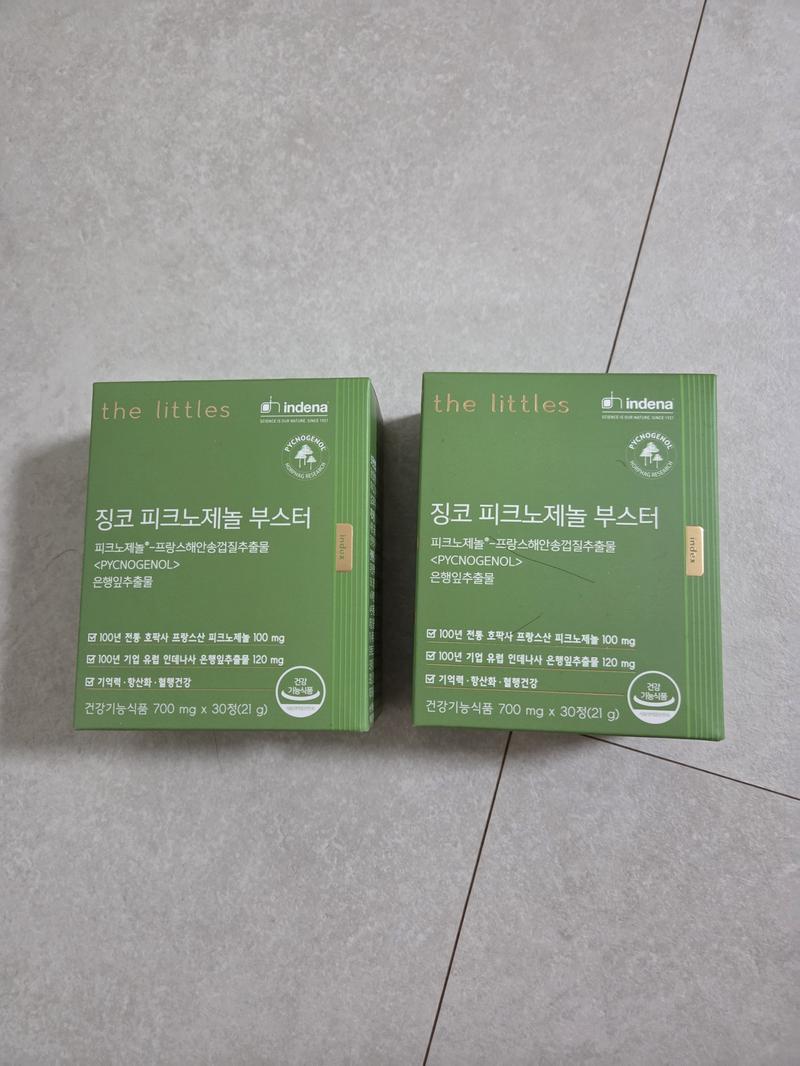 the littles
indena
SCIENCE IS OUR NATURE. SINCE 1921
PYCNOGENOL
HORPHAG RESEARCH
징코 피크노제놀 부스터
피크노제놀®-프랑스해안송껍질추출물
<PYCNOGENOL>
은행잎추출물
index
100년 전통 호팍사 프랑스산 피크노제놀 100 mg
100년 기업 유럽 인데나사 은행잎추출물 120 mg
기억력·항산화·혈행건강
건강
기능식품
건강기능식품 700 mg x 30정(21 g)
the littles
indena
SCIENCE IS OUR NATURE. SINCE 1921
PYCNOGENOL
HORPHAG RESEARCH
징코 피크노제놀 부스터
피크노제놀®-프랑스해안송껍질추출물
<PYCNOGENOL>
은행잎추출물
index
100년 전통 호팍사 프랑스산 피크노제놀 100 mg
100년 기업 유럽 인데나사 은행잎추출물 120 mg
기억력·항산화·혈행건강
건강
기능식품
건강기능식품 700 mg x 30정(21 g)